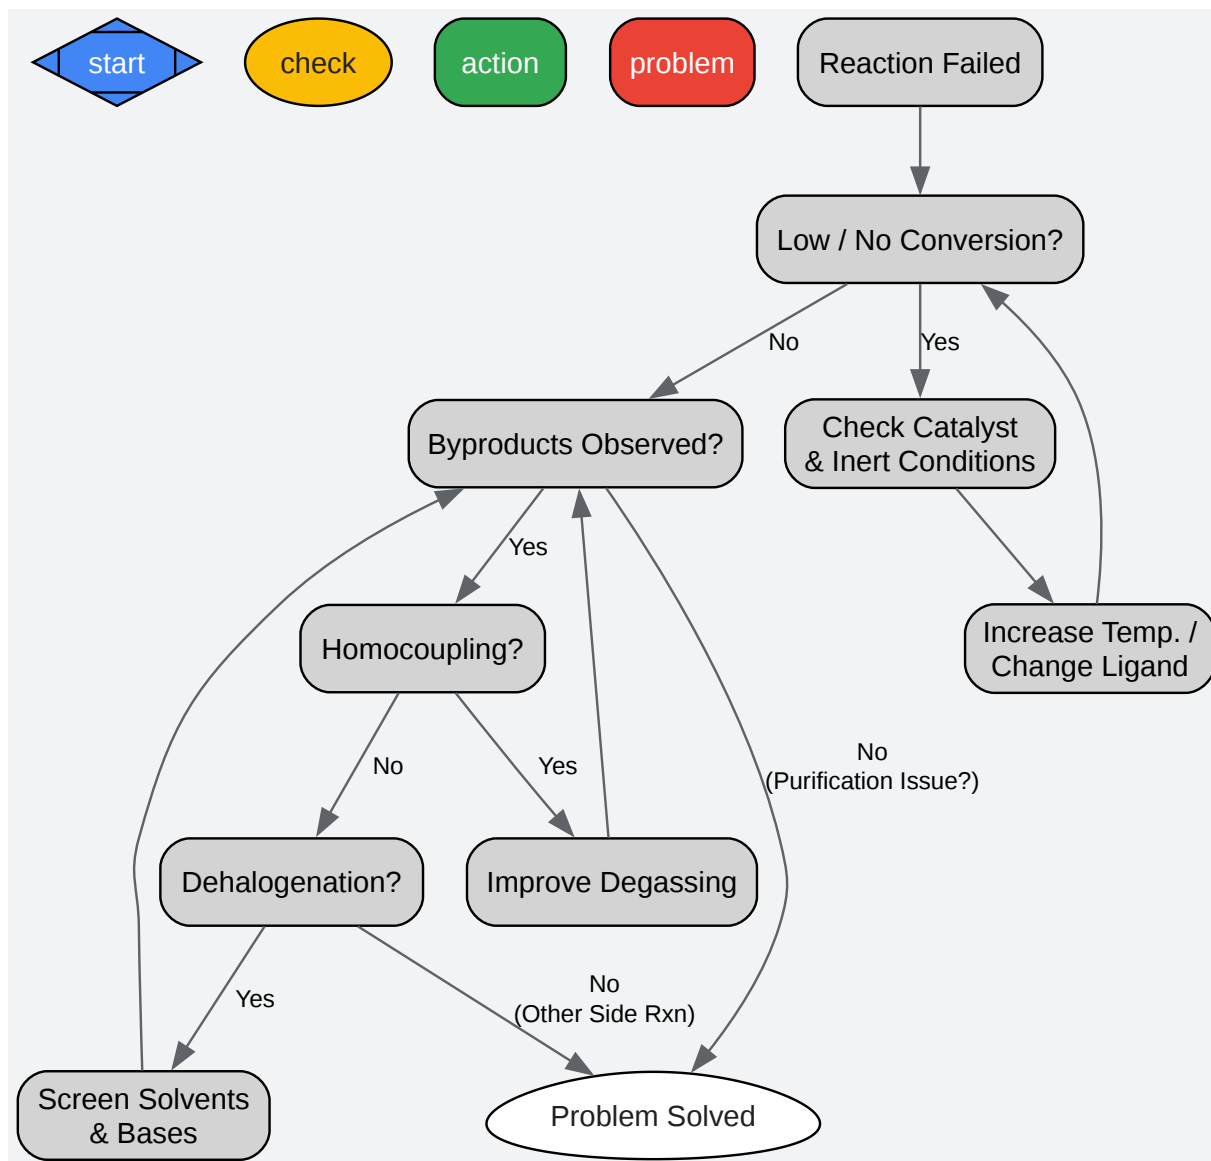 start
check
action
problem
Reaction Failed
Low / No Conversion?
No
Yes
Byproducts Observed?
Check Catalyst
& Inert Conditions
Yes
Homocoupling?
Increase Temp. /
Change Ligand
No
Yes
No
(Purification Issue?)
Dehalogenation?
Improve Degassing
Yes
No
(Other Side Rxn)
Screen Solvents
& Bases
Problem Solved